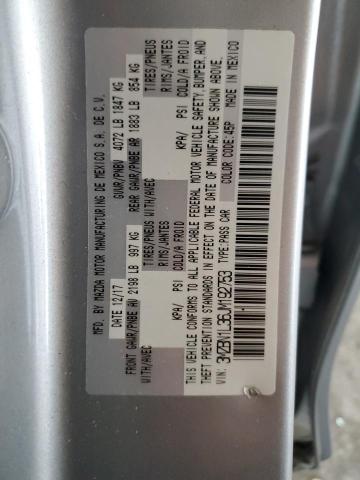 MFD. BY MAZDA MOTOR MANUFACTURING DE MEXICO S.A. DE C.V.
DATE 12/17 GVWR/PNBV 4072 LB 1847 KG
FRONT GAWR/PNBE AV 2198 LB 997 KG REAR GAWR/PNBE AR 1883 LB 854 KG
WITH/AVEC TIRES/PNEUS WITH/AVEC TIRES/PNEUS
RIMS/JANTES RIMS/JANTES
KPA/ PSI COLD/A FROID KPA/ PSI COLD/A FROID
THIS VEHICLE CONFORMS TO ALL APPLICABLE FEDERAL MOTOR VEHICLE SAFETY,BUMPER,AND
THEFT PREVENTION STANDARDS IN EFFECT ON THE DATE OF MANUFACTURE SHOWN ABOVE.
VIN: 3MZBN1L36JM192753 TYPE:PASS CAR COLOR CODE:45P MADE IN MEXICO